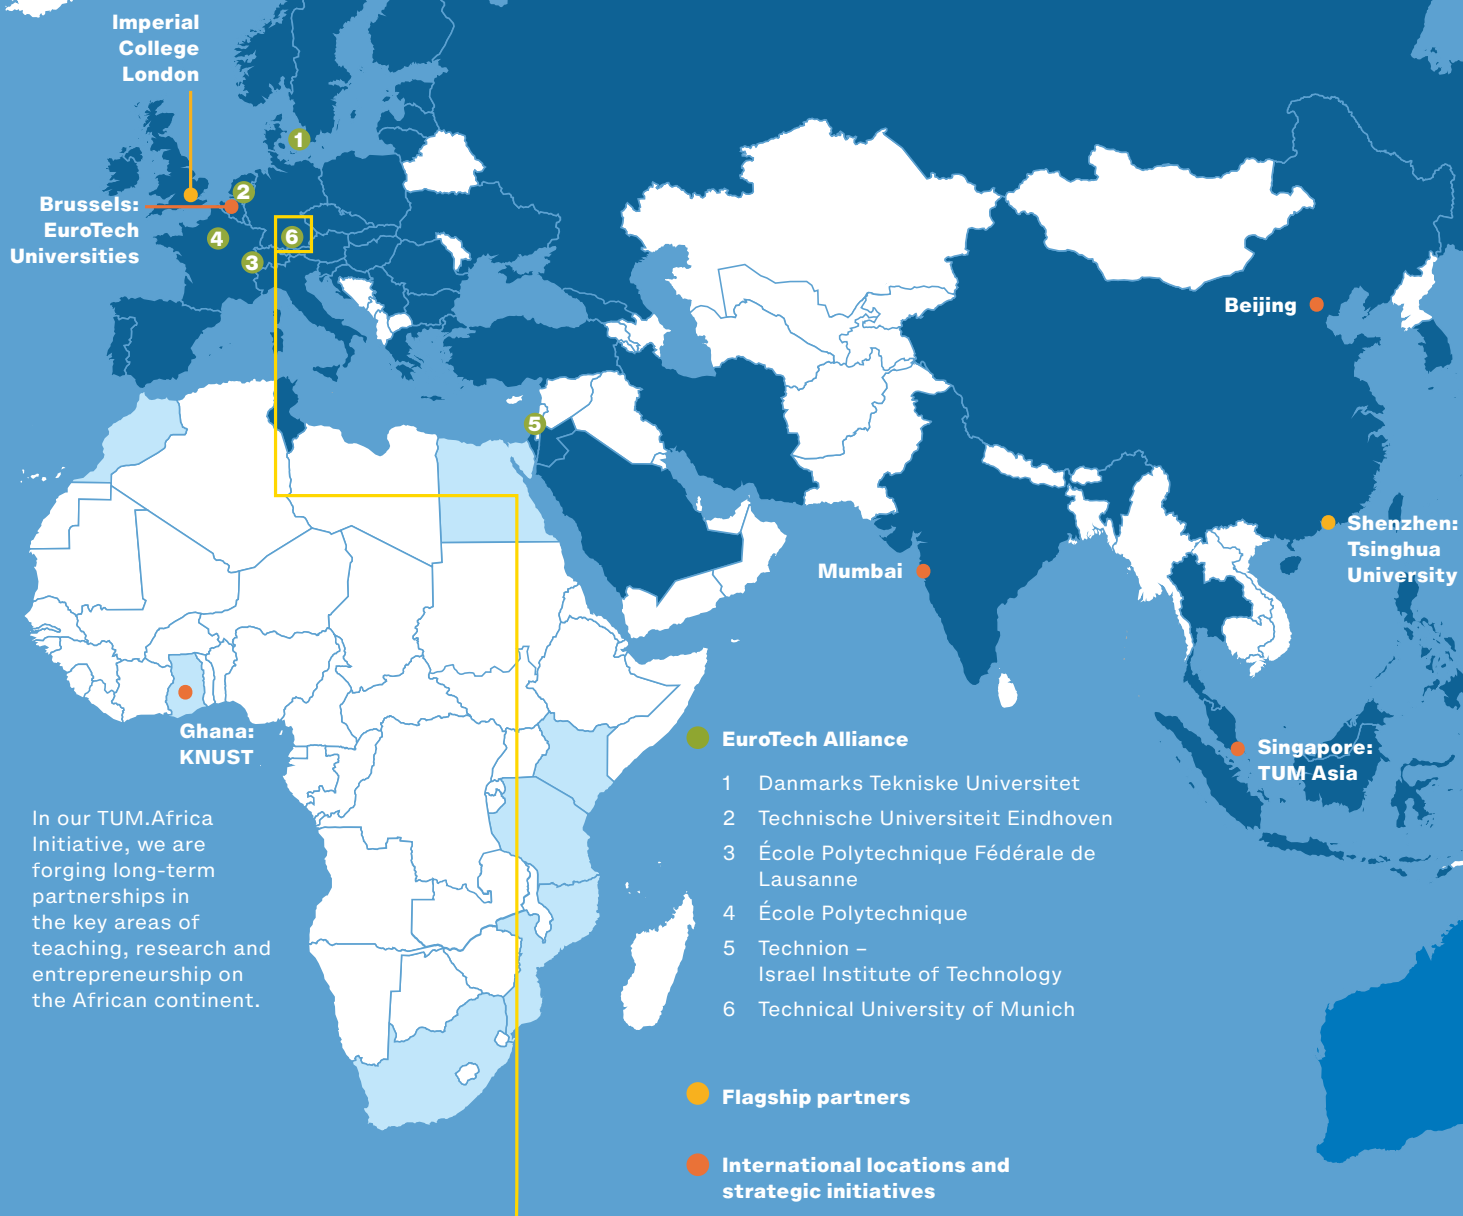 Imperial
College
London
1
2
Brussels:
EuroTech
Universities
4
6
3
Beijing
5
Shenzhen:
Tsinghua
University
Mumbai
Ghana:
KNUST
Singapore:
TUM Asia
In our TUM.Africa
Initiative, we are
forging long-term
partnerships in
the key areas of
teaching, research and
entrepreneurship on
the African continent.
EuroTech Alliance
1 Danmarks Tekniske Universitet
2 Technische Universiteit Eindhoven
3 École Polytechnique Fédérale de
Lausanne
4 École Polytechnique
5 Technion –
Israel Institute of Technology
6 Technical University of Munich
Flagship partners
International locations and
strategic initiatives